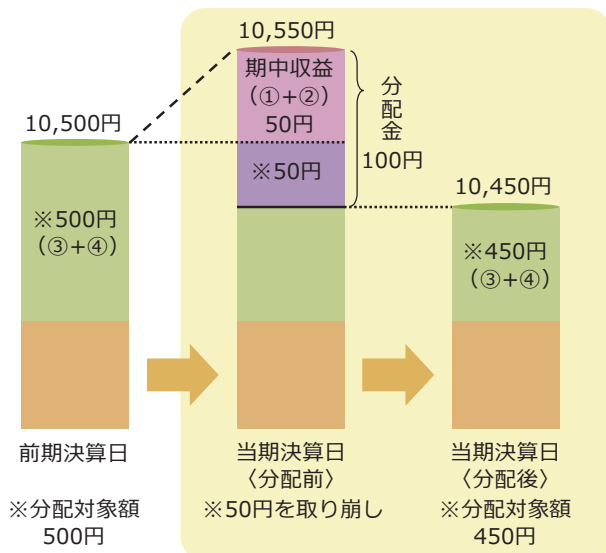 10,500円
※500円
（③+④）
前期決算日
※分配対象額
500円
10,550円
期中収益
（①+②）
50円
※50円
分配金
100円
当期決算日
〈分配前〉
※50円を取り崩し
10,450円
※450円
（③+④）
当期決算日
〈分配後〉
※分配対象額
450円